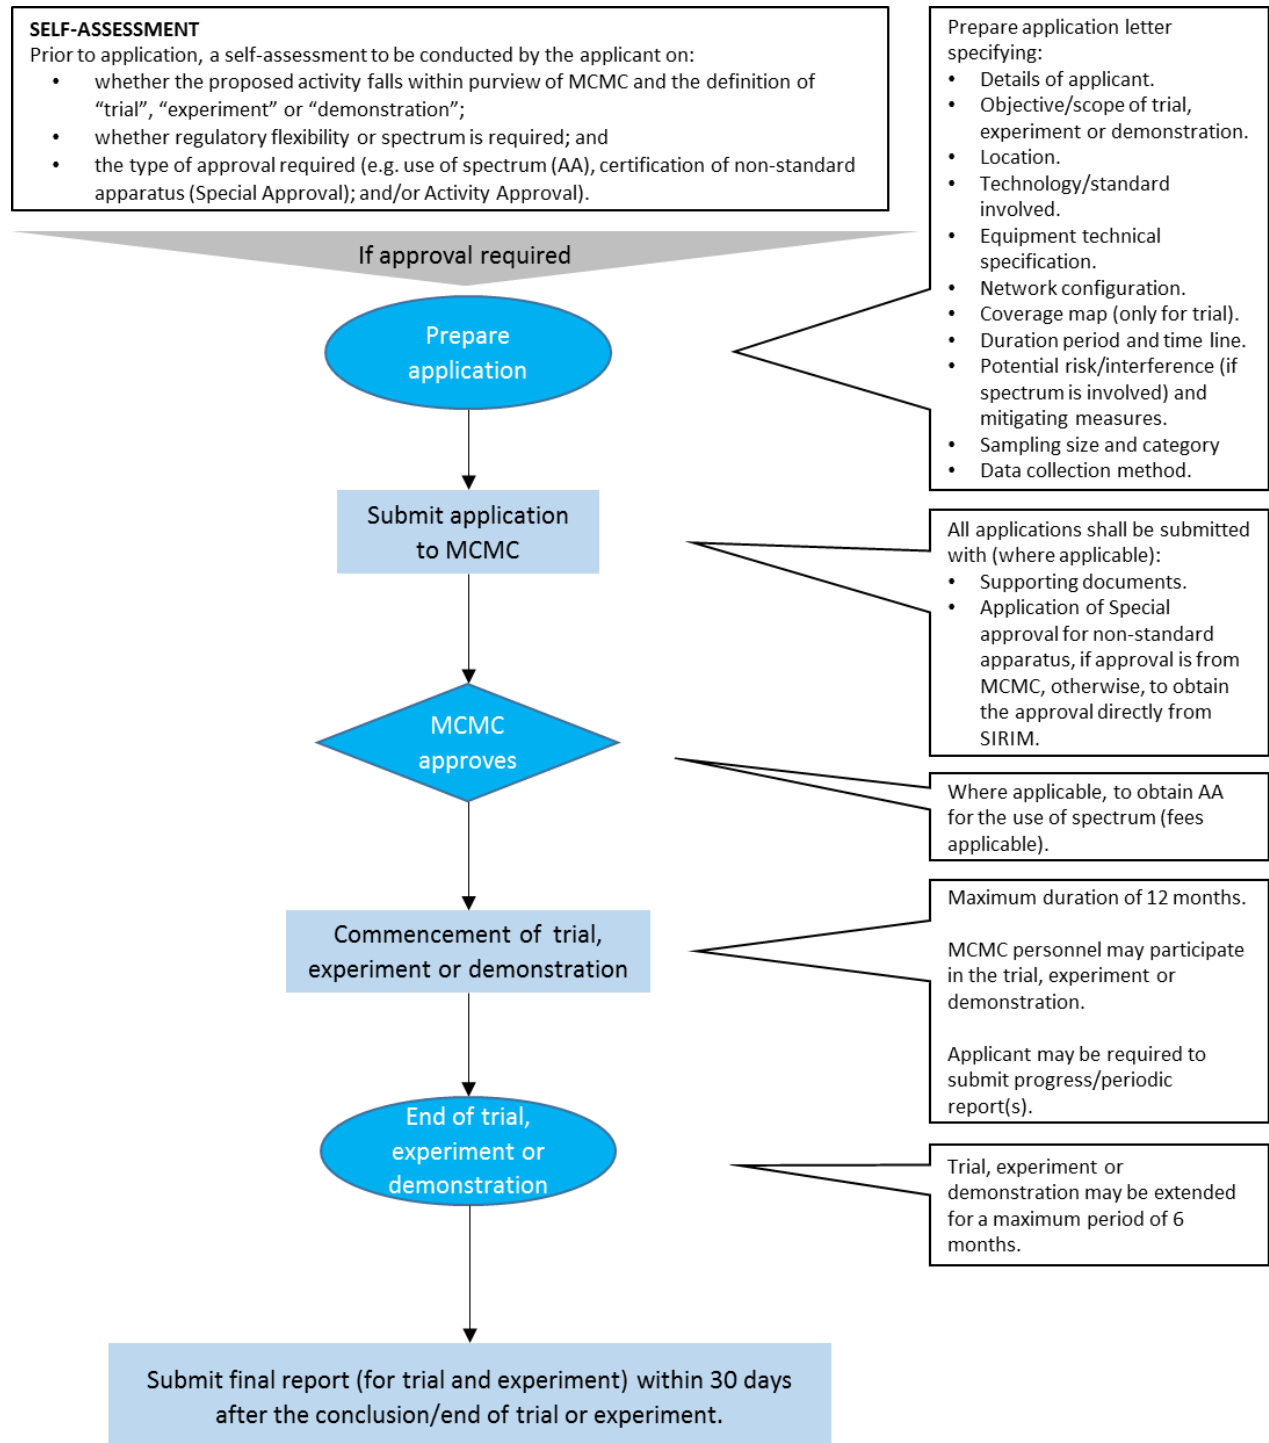 SELF-ASSESSMENT
Prior to application, a self-assessment to be conducted by the applicant on:
• whether the proposed activity falls within purview of MCMC and the definition of
“trial”, “experiment” or “demonstration”;
• whether regulatory flexibility or spectrum is required; and
• the type of approval required (e.g. use of spectrum (AA), certification of non-standard
apparatus (Special Approval); and/or Activity Approval).
If approval required
Prepare
application
Prepare application letter
specifying:
• Details of applicant.
• Objective/scope of trial,
experiment or demonstration.
• Location.
• Technology/standard
involved.
• Equipment technical
specification.
• Network configuration.
• Coverage map (only for trial).
• Duration period and time line.
• Potential risk/interference (if
spectrum is involved) and
mitigating measures.
• Sampling size and category
• Data collection method.
Submit application
to MCMC
All applications shall be submitted
with (where applicable):
• Supporting documents.
• Application of Special
approval for non-standard
apparatus, if approval is from
MCMC, otherwise, to obtain
the approval directly from
SIRIM.
MCMC
approves
Where applicable, to obtain AA
for the use of spectrum (fees
applicable).
Commencement of trial,
experiment or demonstration
Maximum duration of 12 months.
MCMC personnel may participate
in the trial, experiment or
demonstration.
Applicant may be required to
submit progress/periodic
report(s).
End of trial,
experiment or
demonstration
Trial, experiment or
demonstration may be extended
for a maximum period of 6
months.
Submit final report (for trial and experiment) within 30 days
after the conclusion/end of trial or experiment.